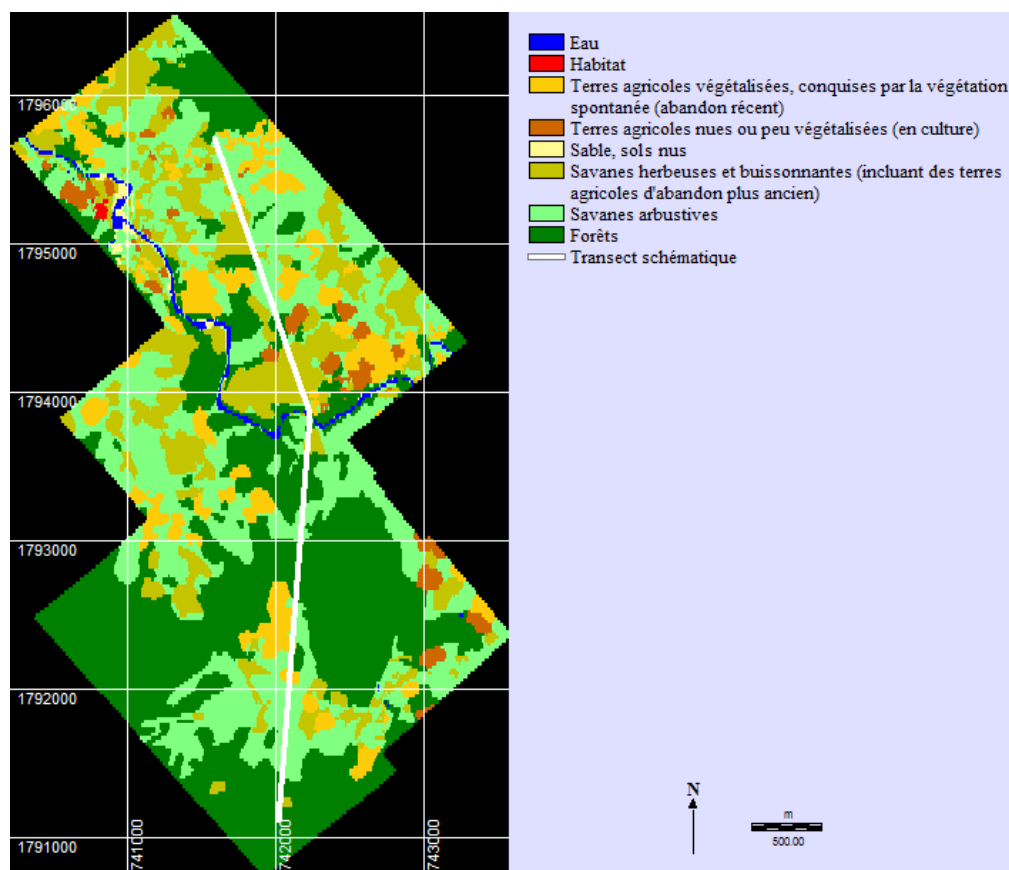 1796000
1795000
1794000
1793000
1792000
1791000
741000
742000
743000
Eau
Habitat
Terres agricoles végétalisées, conquises par la végétation
spontanée (abandon récent)
Terres agricoles nues ou peu végétalisées (en culture)
Sable, sols nus
Savanes herbeuses et buissonnantes (incluant des terres
agricoles d'abandon plus ancien)
Savanes arbustives
Forêts
Transect schématique
N
m
500.00